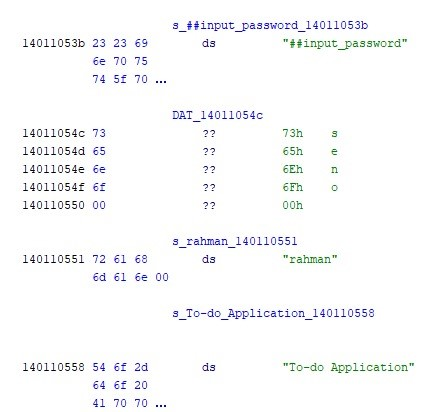 s_##input_password_14011053b
14011053b 23 23 69 ds "##input_password"
6e 70 75
74 5f 70 ...
DAT_14011054c
14011054c 73 ?? 73h s
14011054d 65 ?? 65h e
14011054e 6e ?? 6Eh n
14011054f 6f ?? 6Fh o
140110550 00 ?? 00h
s_rahman_140110551
140110551 72 61 68 ds "rahman"
6d 61 6e 00
s_To-do_Application_140110558
140110558 54 6f 2d ds "To-do Application"
64 6f 20
41 70 70 ...